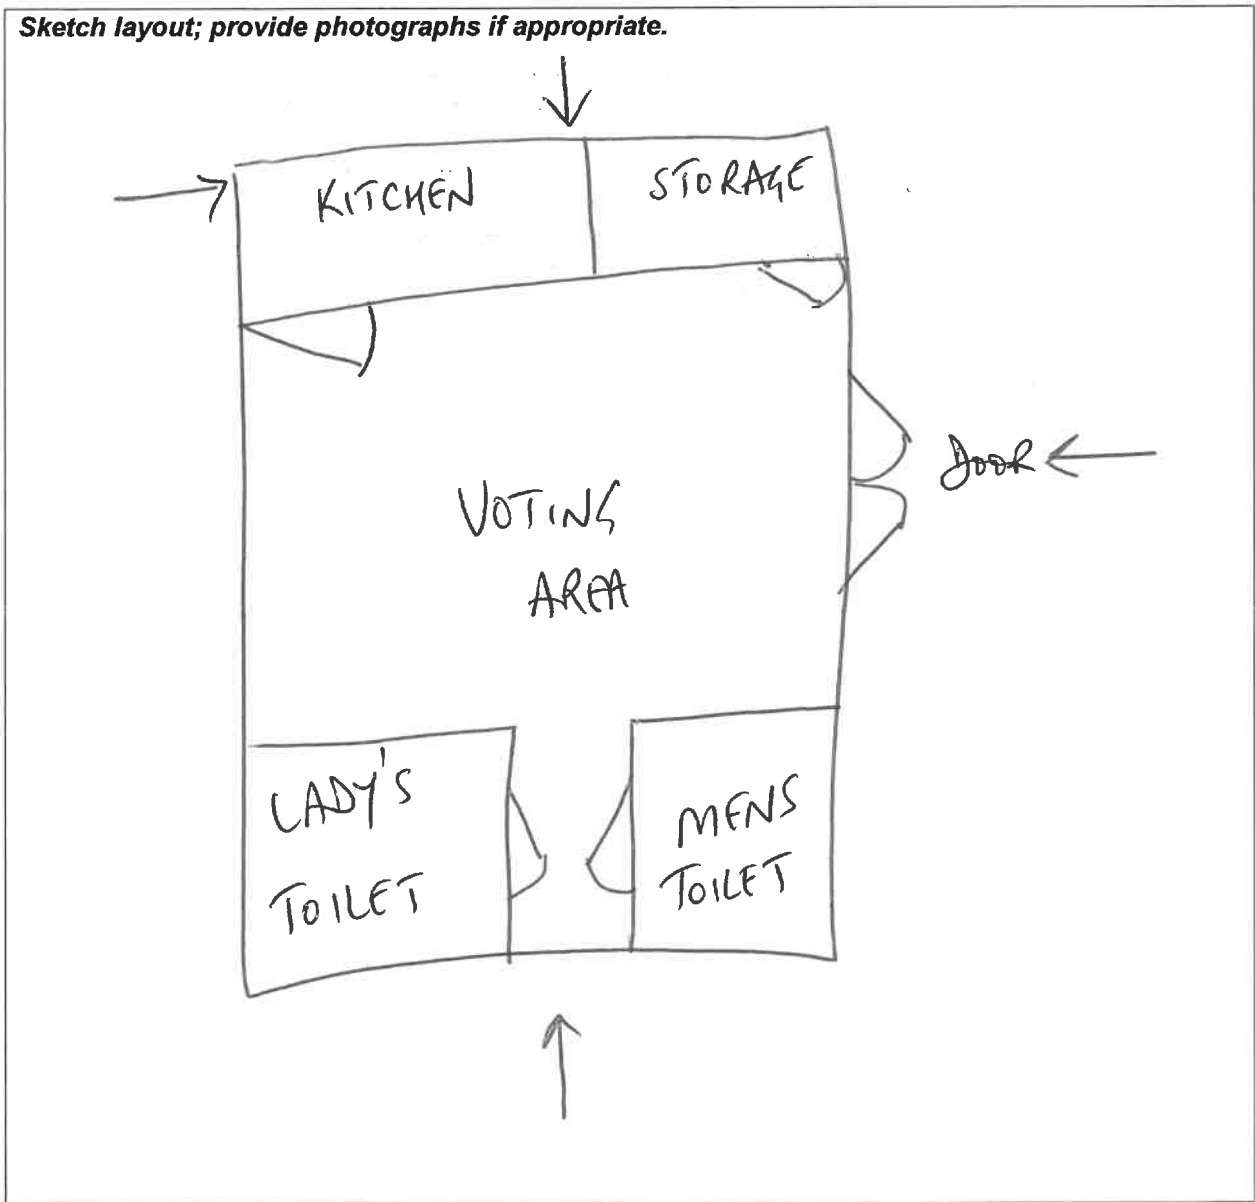 Sketch layout; provide photographs if appropriate.
KITCHEN
STORAGE
DOOR
VOTING
AREA
LADY'S
TOILET
MENS
TOILET